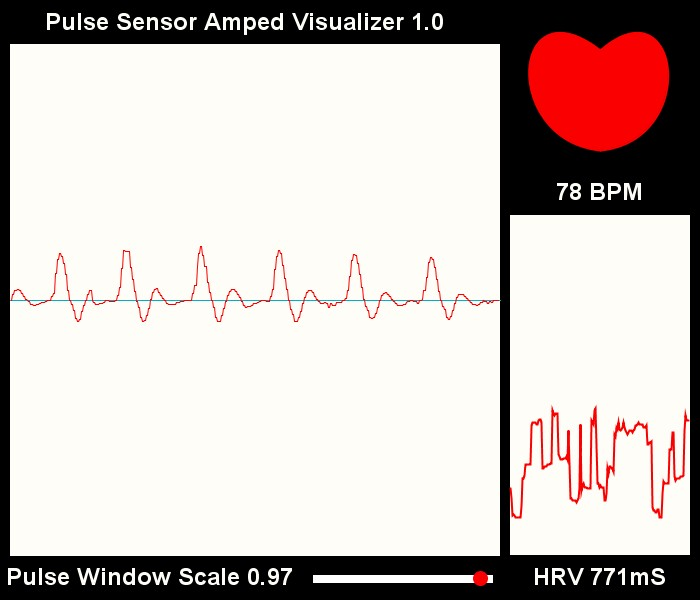 Pulse Sensor Amped Visualizer 1.0
78 BPM
Pulse Window Scale 0.97
HRV 771mS